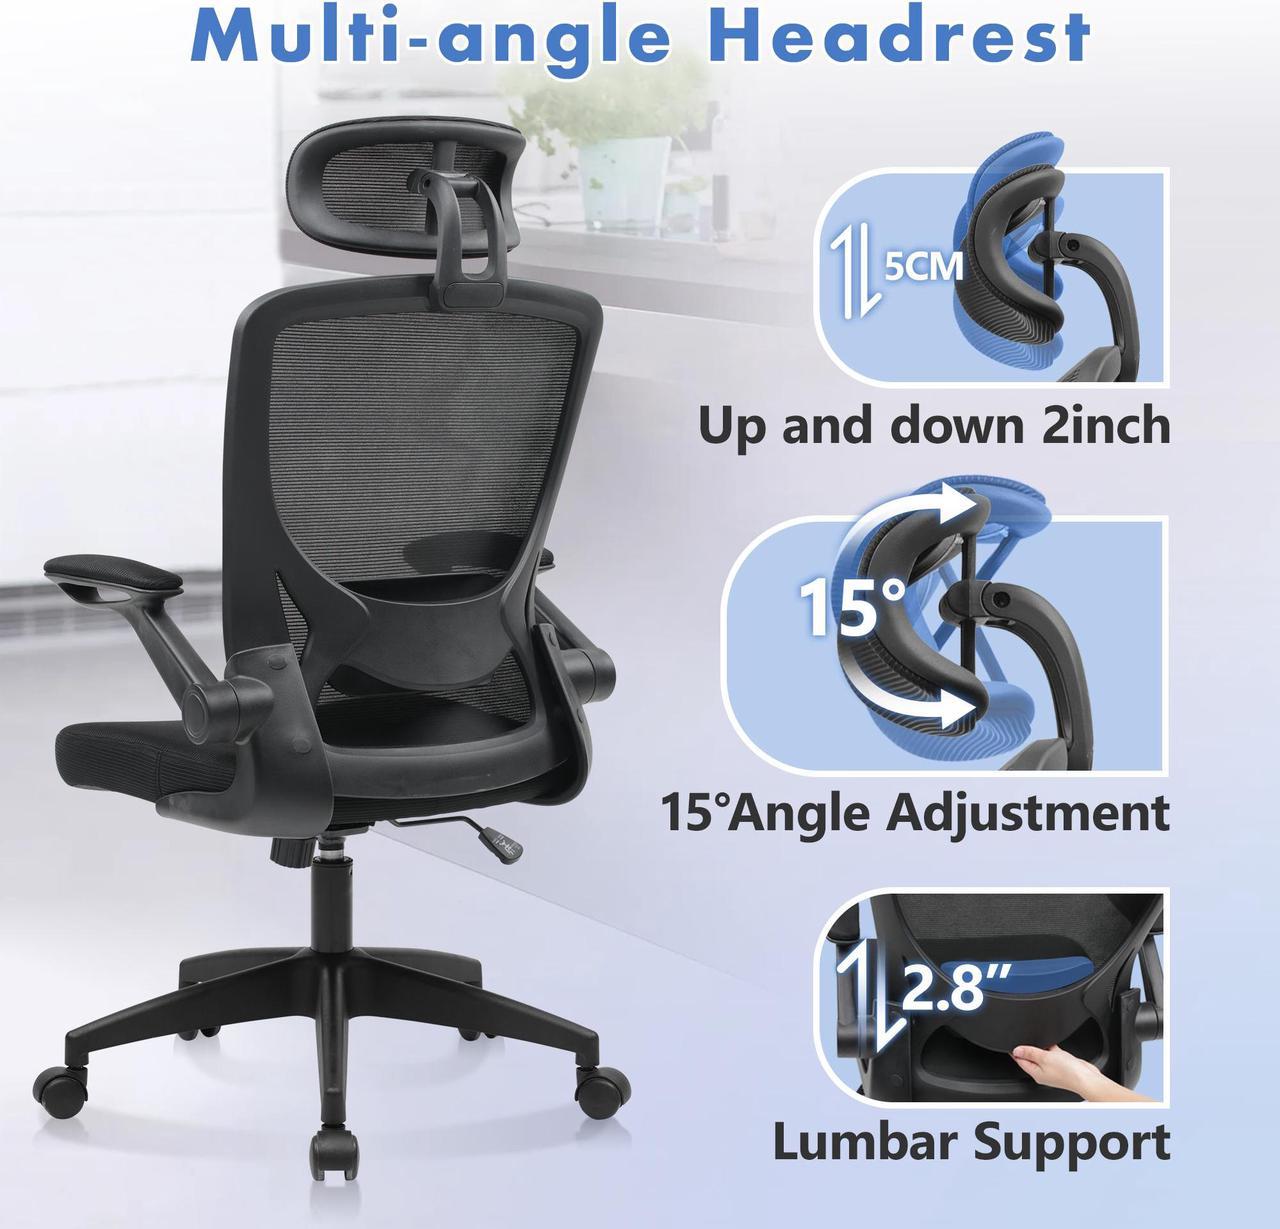 Multi-angle Headrest
5CM
Up and down 2inch
15°
15°Angle Adjustment
2.8”
Lumbar Support